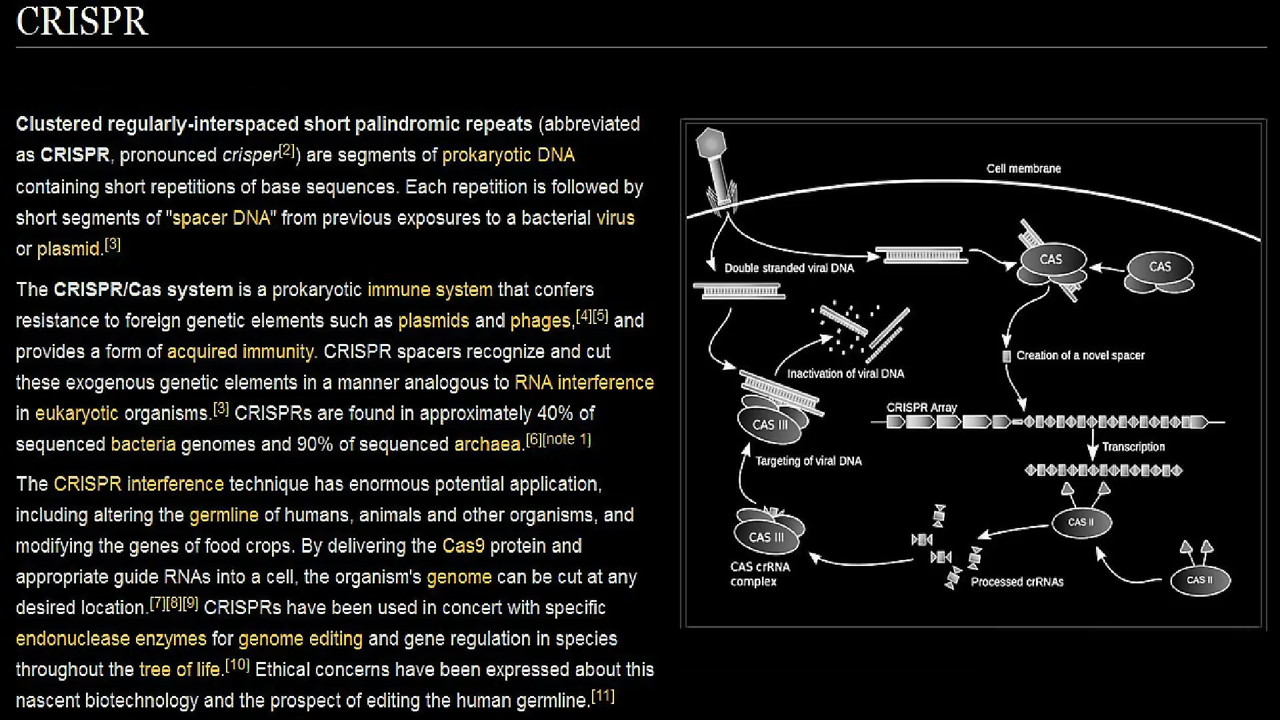 CRISPR
Clustered regularly-interspaced short palindromic repeats (abbreviated
as CRISPR, pronounced crisper[2]) are segments of prokaryotic DNA
containing short repetitions of base sequences. Each repetition is followed by
short segments of "spacer DNA" from previous exposures to a bacterial virus
or plasmid.[3]
The CRISPR/Cas system is a prokaryotic immune system that confers
resistance to foreign genetic elements such as plasmids and phages,[4][5] and
provides a form of acquired immunity. CRISPR spacers recognize and cut
these exogenous genetic elements in a manner analogous to RNA interference
in eukaryotic organisms.[3] CRISPRs are found in approximately 40% of
sequenced bacteria genomes and 90% of sequenced archaea.[6][note 1]
The CRISPR interference technique has enormous potential application,
including altering the germline of humans, animals and other organisms, and
modifying the genes of food crops. By delivering the Cas9 protein and
appropriate guide RNAs into a cell, the organism's genome can be cut at any
desired location.[7][8][9] CRISPRs have been used in concert with specific
endonuclease enzymes for genome editing and gene regulation in species
throughout the tree of life.[10] Ethical concerns have been expressed about this
nascent biotechnology and the prospect of editing the human germline.[11]
Cell membrane
Double stranded viral DNA
CAS
CAS
Creation of a novel spacer
Inactivation of viral DNA
CRISPR Array
CAS III
Transcription
Targeting of viral DNA
CAS II
CAS III
CAS crRNA
complex
Processed crRNAs
CAS II